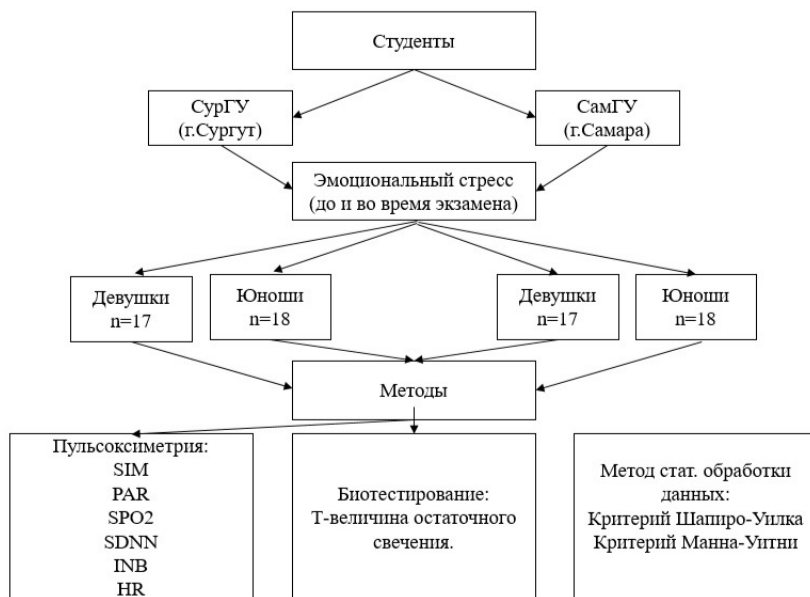 Студенты
СурГУ
(г.Сургут)
СамГУ
(г.Самара)
Эмоциональный стресс
(до и во время экзамена)
Девушки
n=17
Юноши
n=18
Девушки
n=17
Юноши
n=18
Методы
Пульсоксиметрия:
SIM
PAR
SPO2
SDNN
INB
HR
Биотестирование:
Т-величина остаточного
свечения.
Метод стат. обработки
данных:
Критерий Шапиро-Уилка
Критерий Манна-Уитни